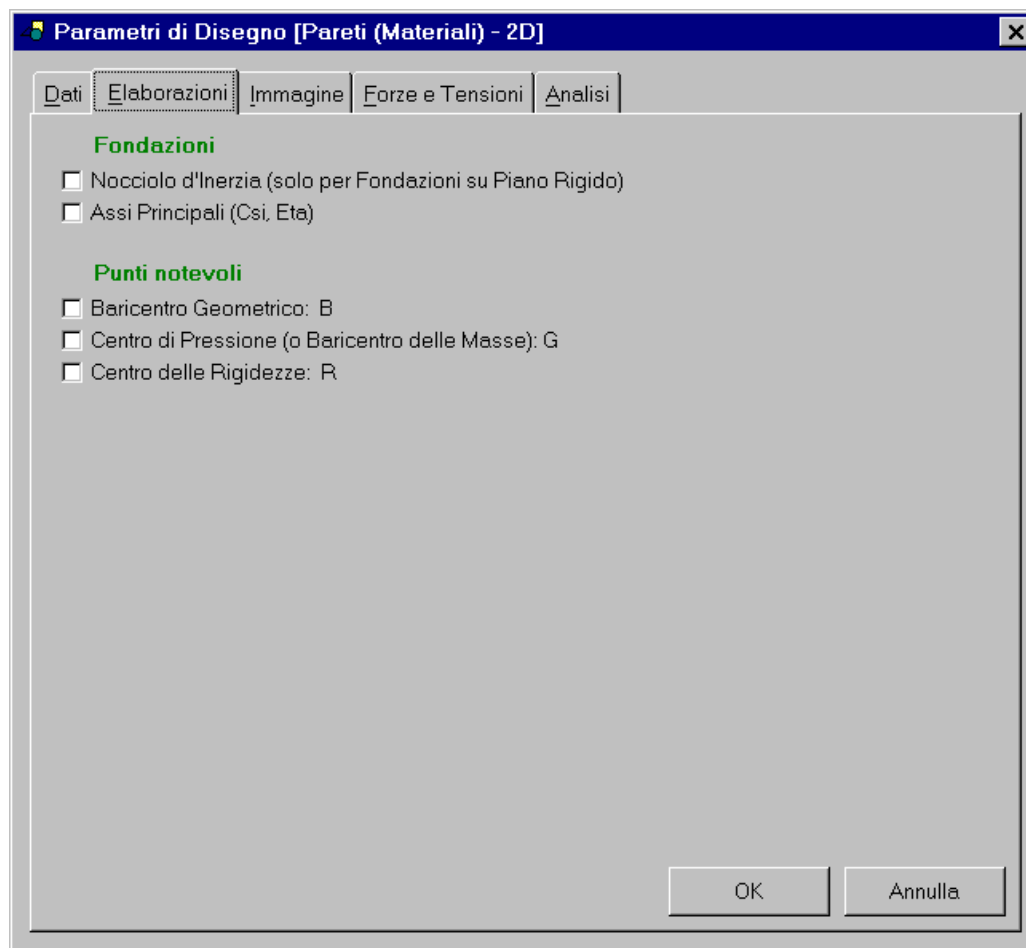 Parametri di Disegno [Pareti (Materiali) - 2D]
Dati Elaborazioni Immagine Forze e Tensioni Analisi
Fondazioni
Nocciolo d'Inerzia (solo per Fondazioni su Piano Rigido)
Assi Principali (Csi, Eta)
Punti notevoli
Baricentro Geometrico: B
Centro di Pressione (o Baricentro delle Masse): G
Centro delle Rigidezze: R
OK Annulla